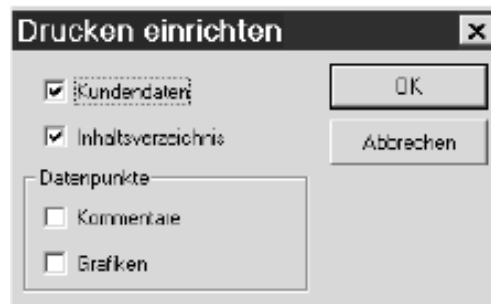 Drucken einrichten
Kundendaten
OK
Inhaltsverzeichnis
Abbrechen
Datenpunkte
Kommentare
Grafiken